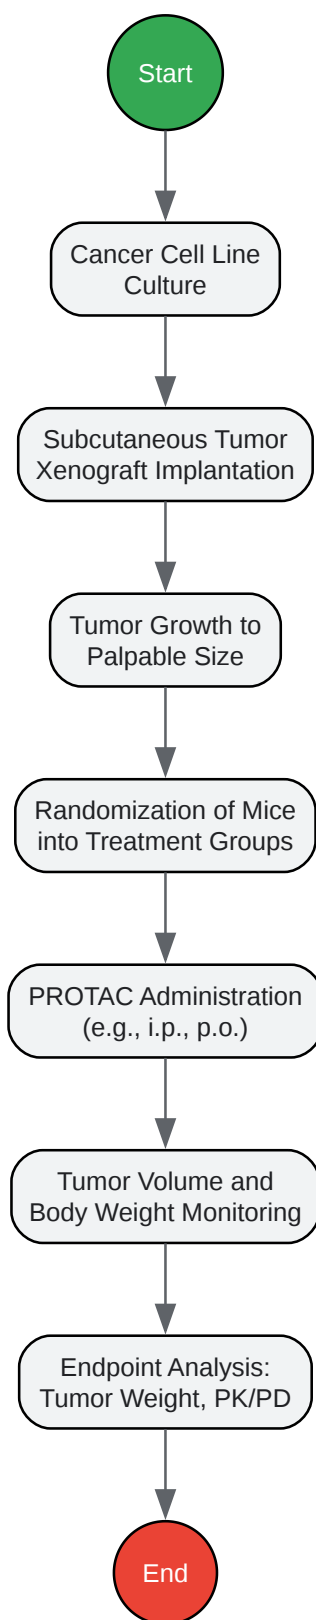 Start
Cancer Cell Line
Culture
Subcutaneous Tumor
Xenograft Implantation
Tumor Growth to
Palpable Size
Randomization of Mice
into Treatment Groups
PROTAC Administration
(e.g., i.p., p.o.)
Tumor Volume and
Body Weight Monitoring
Endpoint Analysis:
Tumor Weight, PK/PD
End